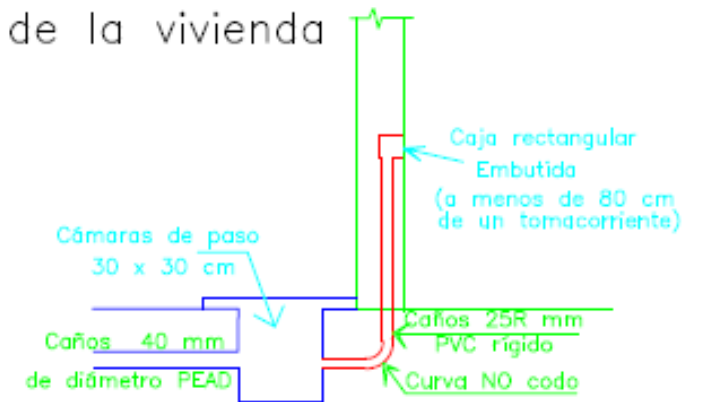 de la vivienda
Caja rectangular
Embutida
(a menos de 80 cm
de un tomacorriente)
Cámaras de paso
30 x 30 cm
Caños 40 mm
de diámetro PEAD
Caños 25R mm
PVC rígido
Curva NO codo